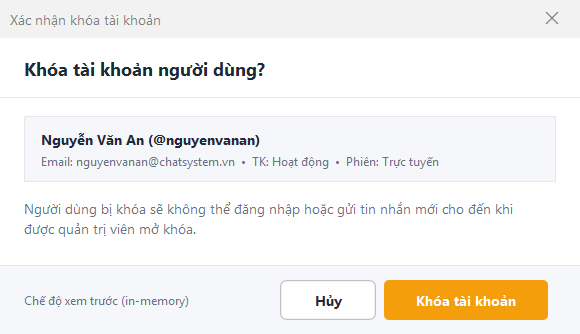 Xác nhận khóa tài khoản
Khóa tài khoản người dùng?
Nguyễn Văn An (@nguyenvanan)
Email: nguyenvanan@chatsystem.vn • TK: Hoạt động • Phiên: Trực tuyến
Người dùng bị khóa sẽ không thể đăng nhập hoặc gửi tin nhắn mới cho đến khi
được quản trị viên mở khóa.
Chế độ xem trước (in-memory)
Hủy
Khóa tài khoản